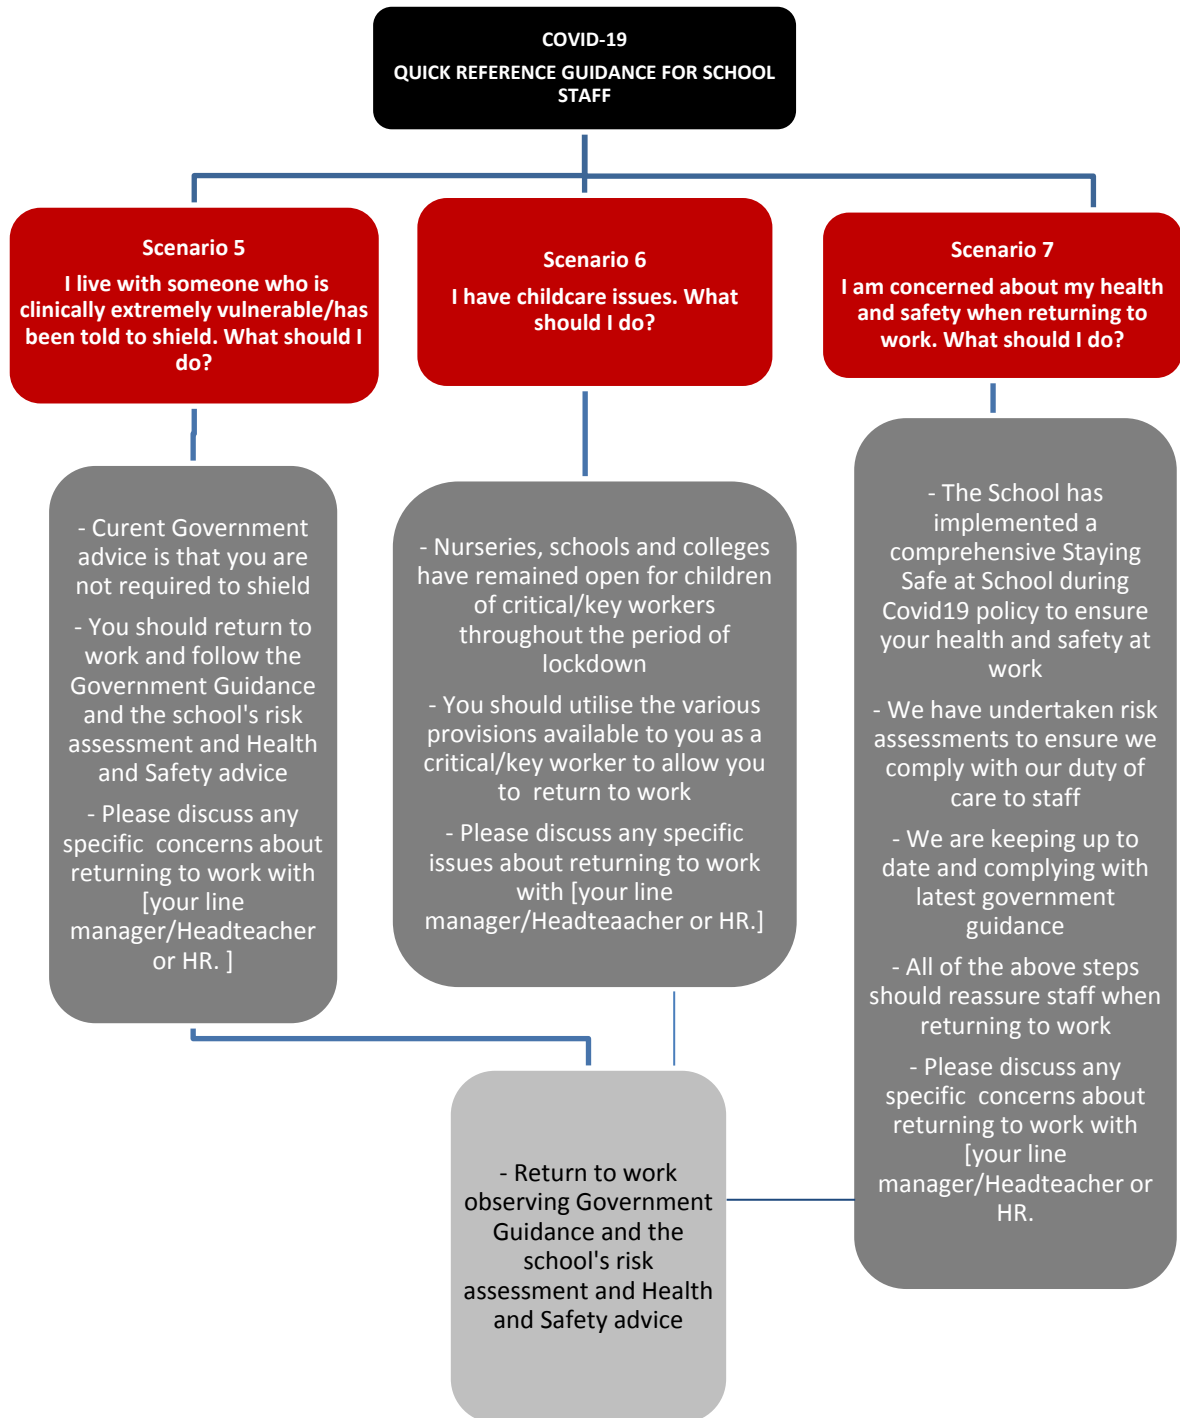 COVID-19
QUICK REFERENCE GUIDANCE FOR SCHOOL
STAFF
Scenario 5
I live with someone who is
clinically extremely vulnerable/has
been told to shield. What should I
do?
Scenario 6
I have childcare issues. What
should I do?
Scenario 7
I am concerned about my health
and safety when returning to
work. What should I do?
- Curent Government
advice is that you are
not required to shield
- You should return to
work and follow the
Government Guidance
and the school's risk
assessment and Health
and Safety advice
- Please discuss any
specific concerns about
returning to work with
[your line
manager/Headteacher
or HR. ]
- Nurseries, schools and colleges
have remained open for children
of critical/key workers
throughout the period of
lockdown
- You should utilise the various
provisions available to you as a
critical/key worker to allow you
to return to work
- Please discuss any specific
issues about returning to work
with [your line
manager/Headteaacher or HR.]
- The School has
implemented a
comprehensive Staying
Safe at School during
Covid19 policy to ensure
your health and safety at
work
- We have undertaken risk
assessments to ensure we
comply with our duty of
care to staff
- We are keeping up to
date and complying with
latest government
guidance
- All of the above steps
should reassure staff when
returning to work
- Please discuss any
specific concerns about
returning to work with
[your line
manager/Headteacher or
HR.
- Return to work
observing Government
Guidance and the
school's risk
assessment and Health
and Safety advice